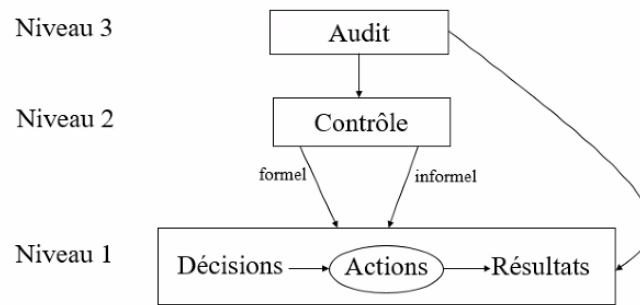 Niveau 3
Audit
Niveau 2
Contrôle
formel
informel
Niveau 1
Décisions
Actions
Résultats